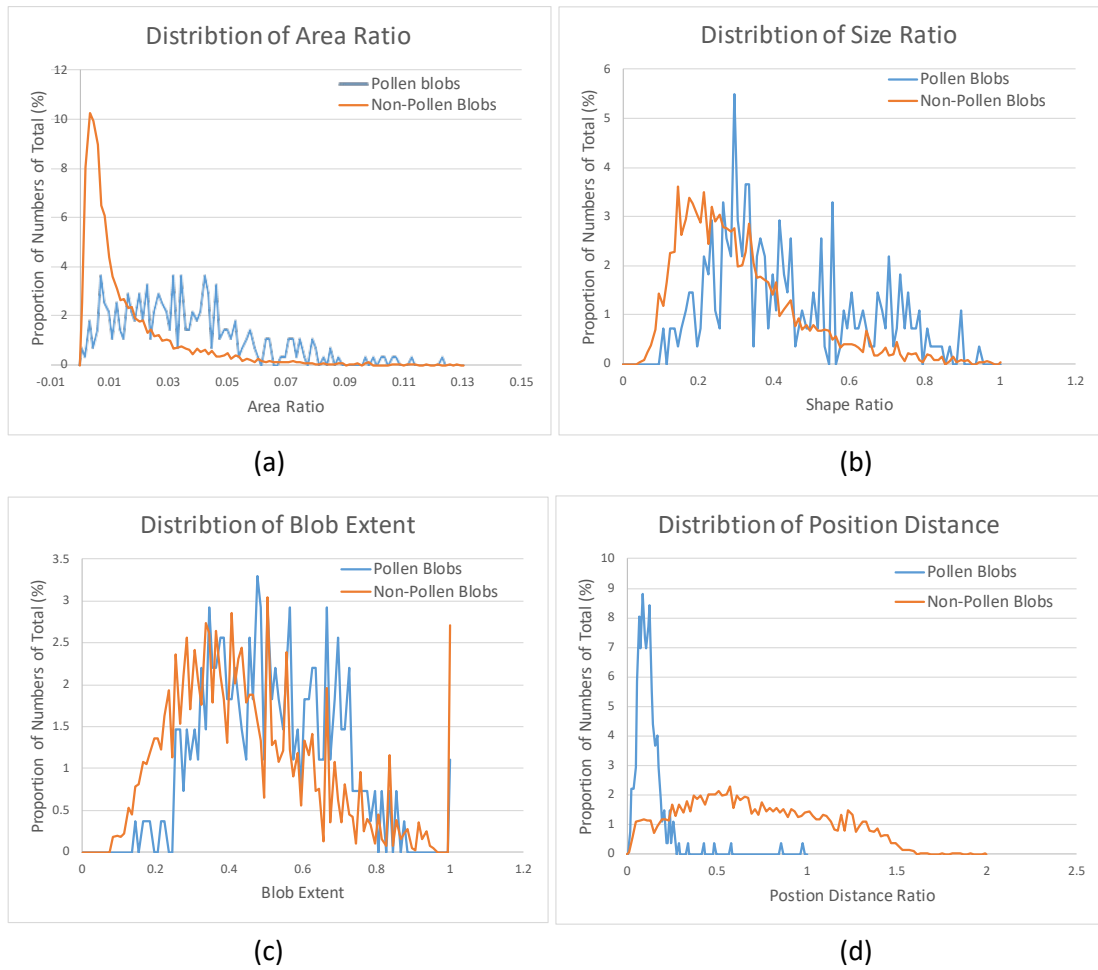 Distribtion of Area Ratio
Pollen blobs
Non-Pollen Blobs
Proportion of Numbers of Total (%)
12
10
8
6
4
2
0
-0.01 0.01 0.03 0.05 0.07 0.09 0.11 0.13 0.15
Area Ratio
(a)
Distribtion of Size Ratio
Pollen Blobs
Non-Pollen Blobs
Proportion of Numbers of Total (%)
6
5
4
3
2
1
0
0 0.2 0.4 0.6 0.8 1 1.2
Shape Ratio
(b)
Distribtion of Blob Extent
Pollen Blobs
Non-Pollen Blobs
Proportion of Numbers of Total (%)
3.5
3
2.5
2
1.5
1
0.5
0
0 0.2 0.4 0.6 0.8 1 1.2
Blob Extent
(c)
Distribtion of Position Distance
Pollen Blobs
Non-Pollen Blobs
Proportion of Numbers of Total (%)
10
9
8
7
6
5
4
3
2
1
0
0 0.5 1 1.5 2 2.5
Postion Distance Ratio
(d)